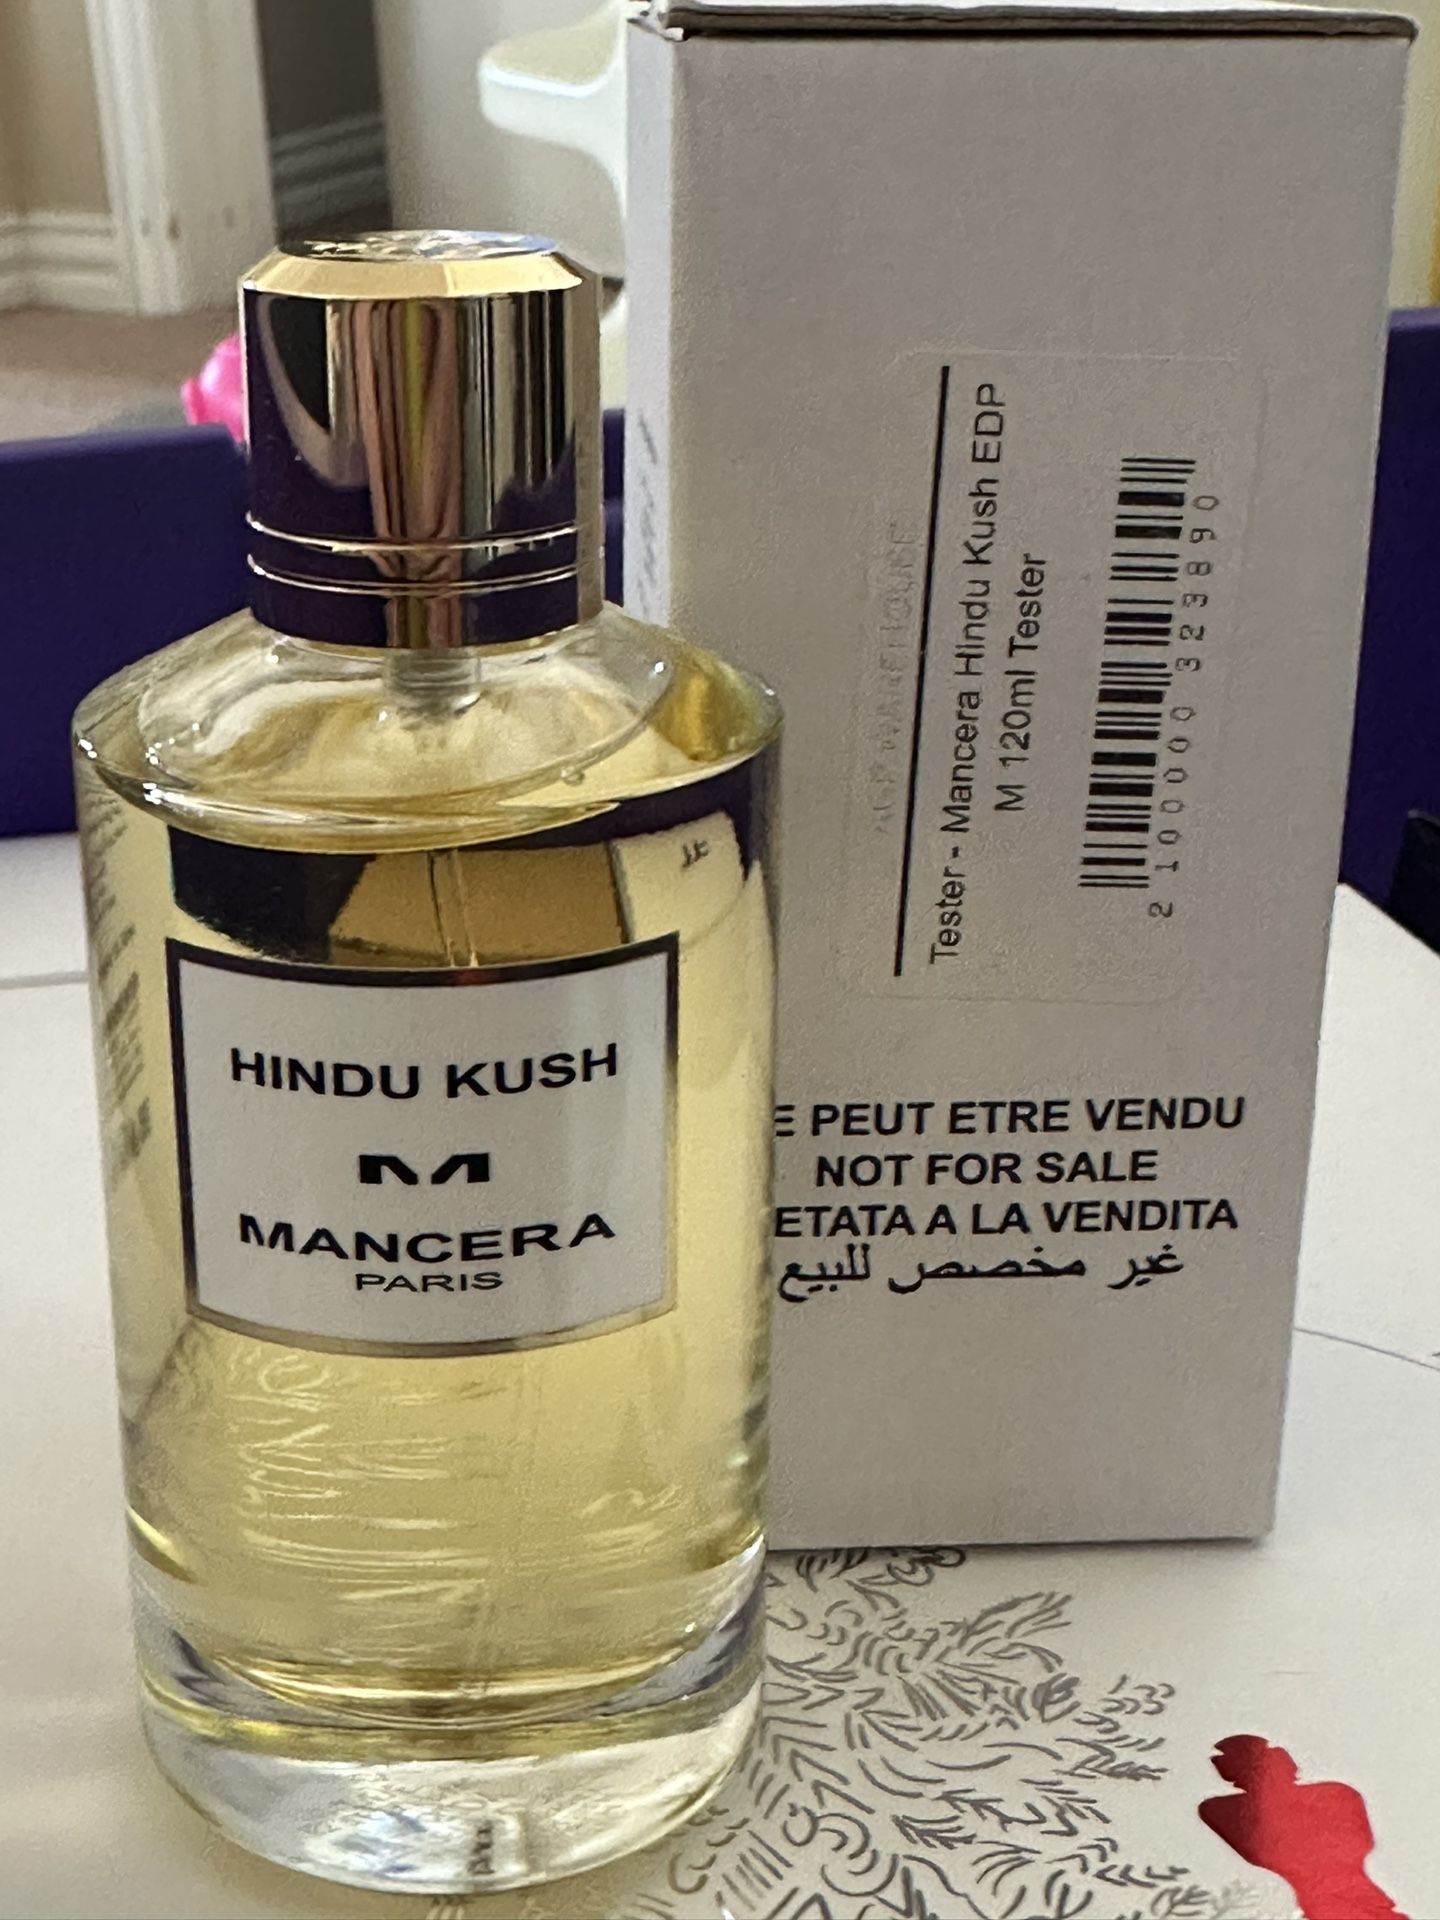 HINDU KUSH
M
MANCERA
PARIS
Tester - Mancera Hindu Kush EDP
M 120ml Tester
2 100000 323890
E PEUT ETRE VENDU
NOT FOR SALE
ETATA A LA VENDITA
غير مخصص للبيع